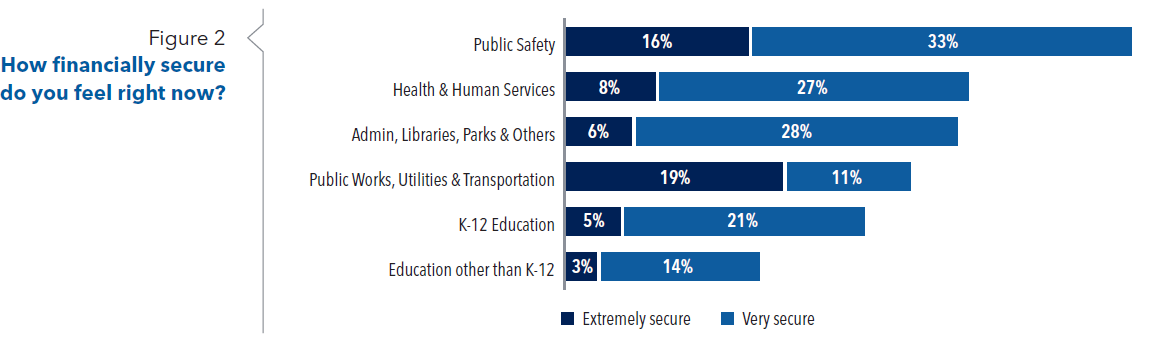 Figure 2
How financially secure
do you feel right now?
Public Safety 16% 33%
Health & Human Services 8% 27%
Admin, Libraries, Parks & Others 6% 28%
Public Works, Utilities & Transportation 19% 11%
K-12 Education 5% 21%
Education other than K-12 3% 14%
Extremely secure Very secure